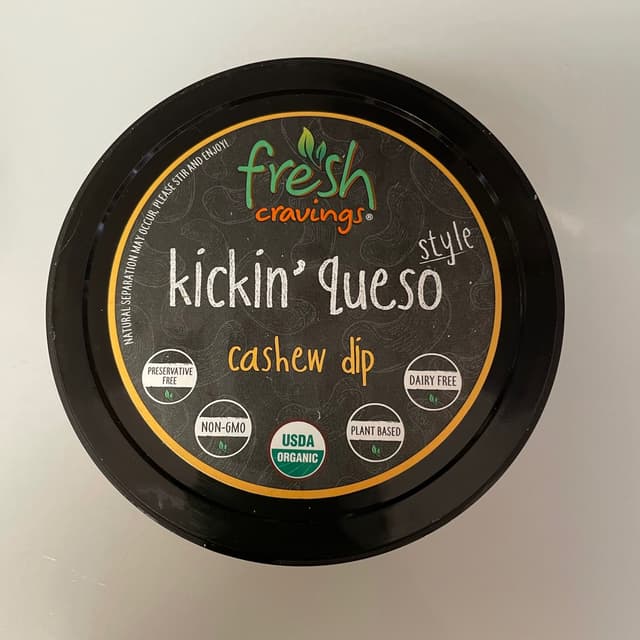 NATURAL SEPARATION MAY OCCUR, PLEASE STIR AND ENJOY!
fresh
cravings®
kickin' queso
style
cashew dip
PRESERVATIVE
FREE
NON-GMO
USDA
ORGANIC
PLANT BASED
DAIRY FREE